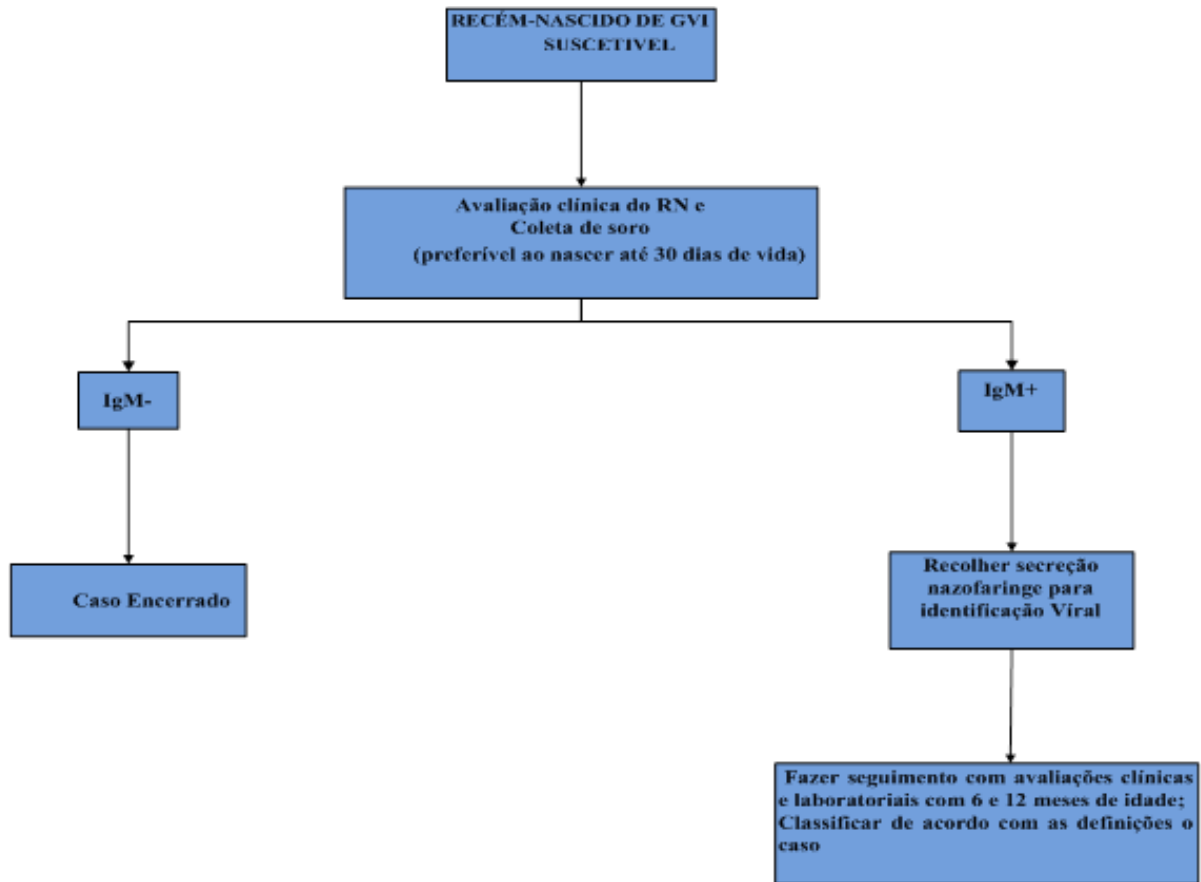 RECÉM-NASCIDO DE GVI
SUSCETIVEL
Avaliação clínica do RN e
Coleta de soro
(preferível ao nascer até 30 dias de vida)
IgM-
IgM+
Caso Encerrado
Recolher secreção
nazofaringe para
identificação Víral
Fazer seguimento com avaliações clínicas
e laboratoriais com 6 e 12 meses de idade;
Classificar de acordo com as definições o
caso